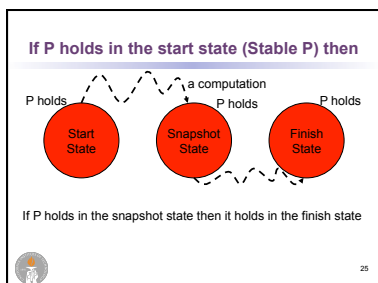 If P holds in the start state (Stable P) then
a computation
P holds
P holds
P holds
Start
State
Snapshot
State
Finish
State
If P holds in the snapshot state then it holds in the finish state
25